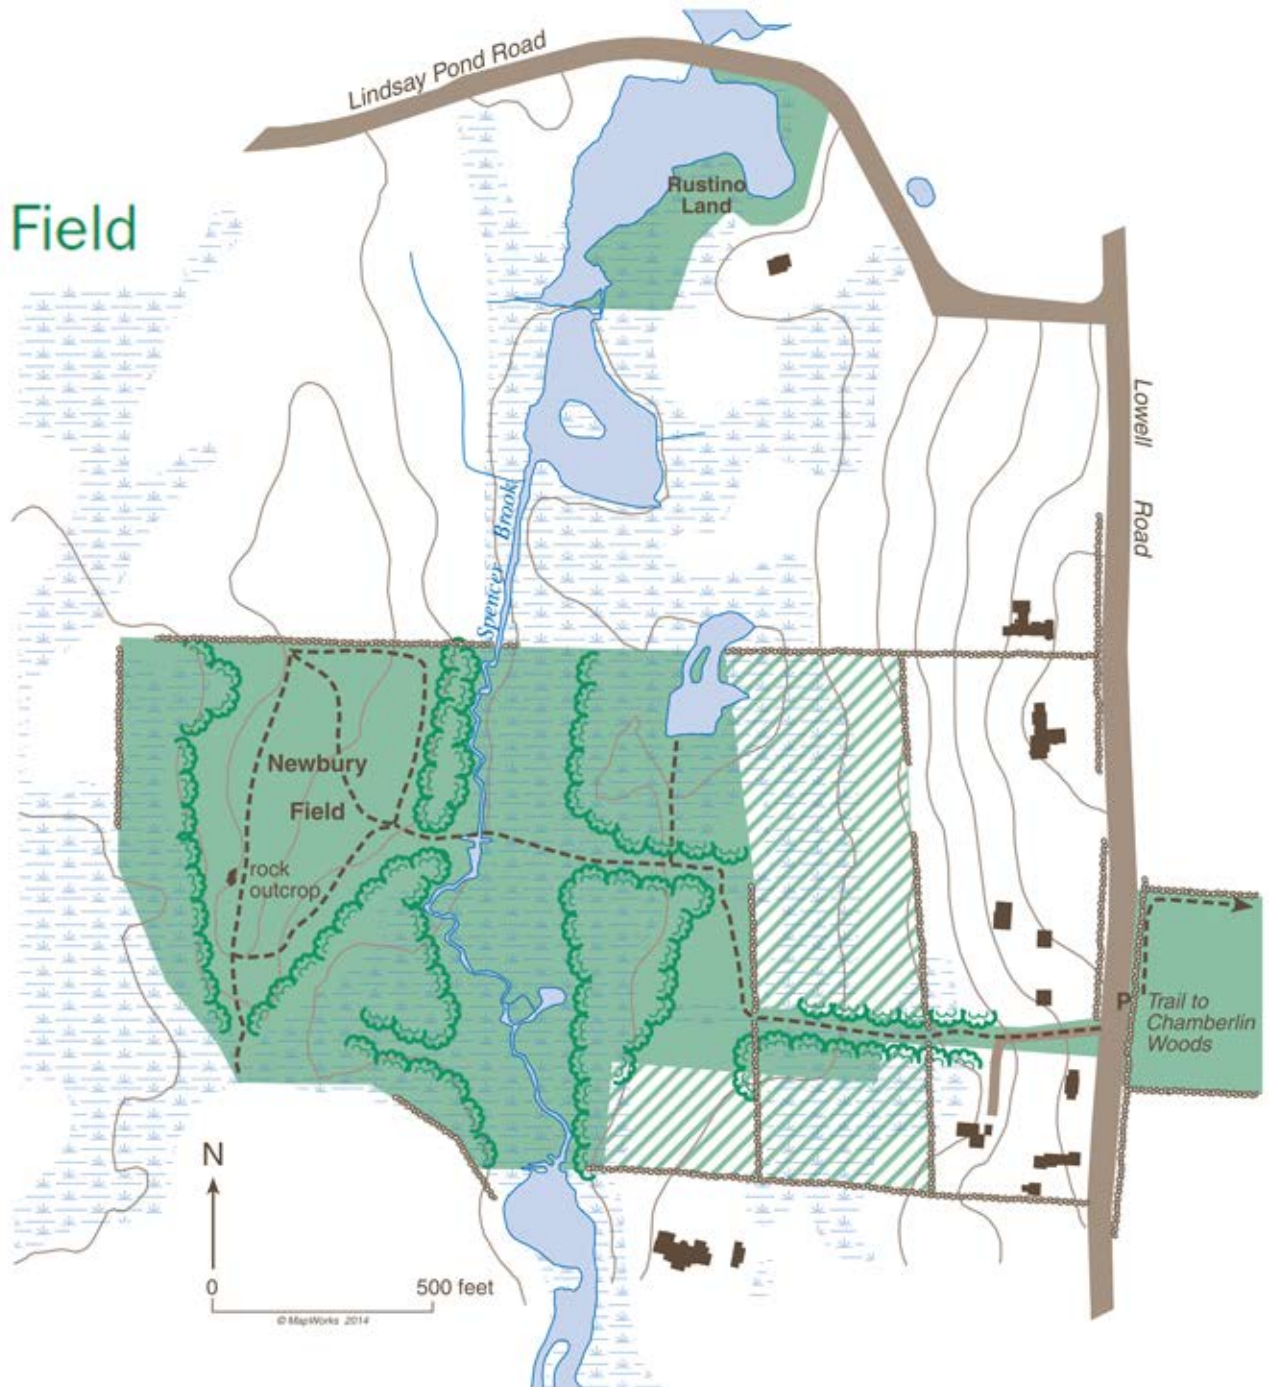 Lindsay Pond Road
Rustino
Land
Field
Lowell Road
Spencer Brook
Newbury
Field
rock
outcrop
P
Trail to
Chamberlin
Woods
N
0
500 feet
© MapWorks 2014